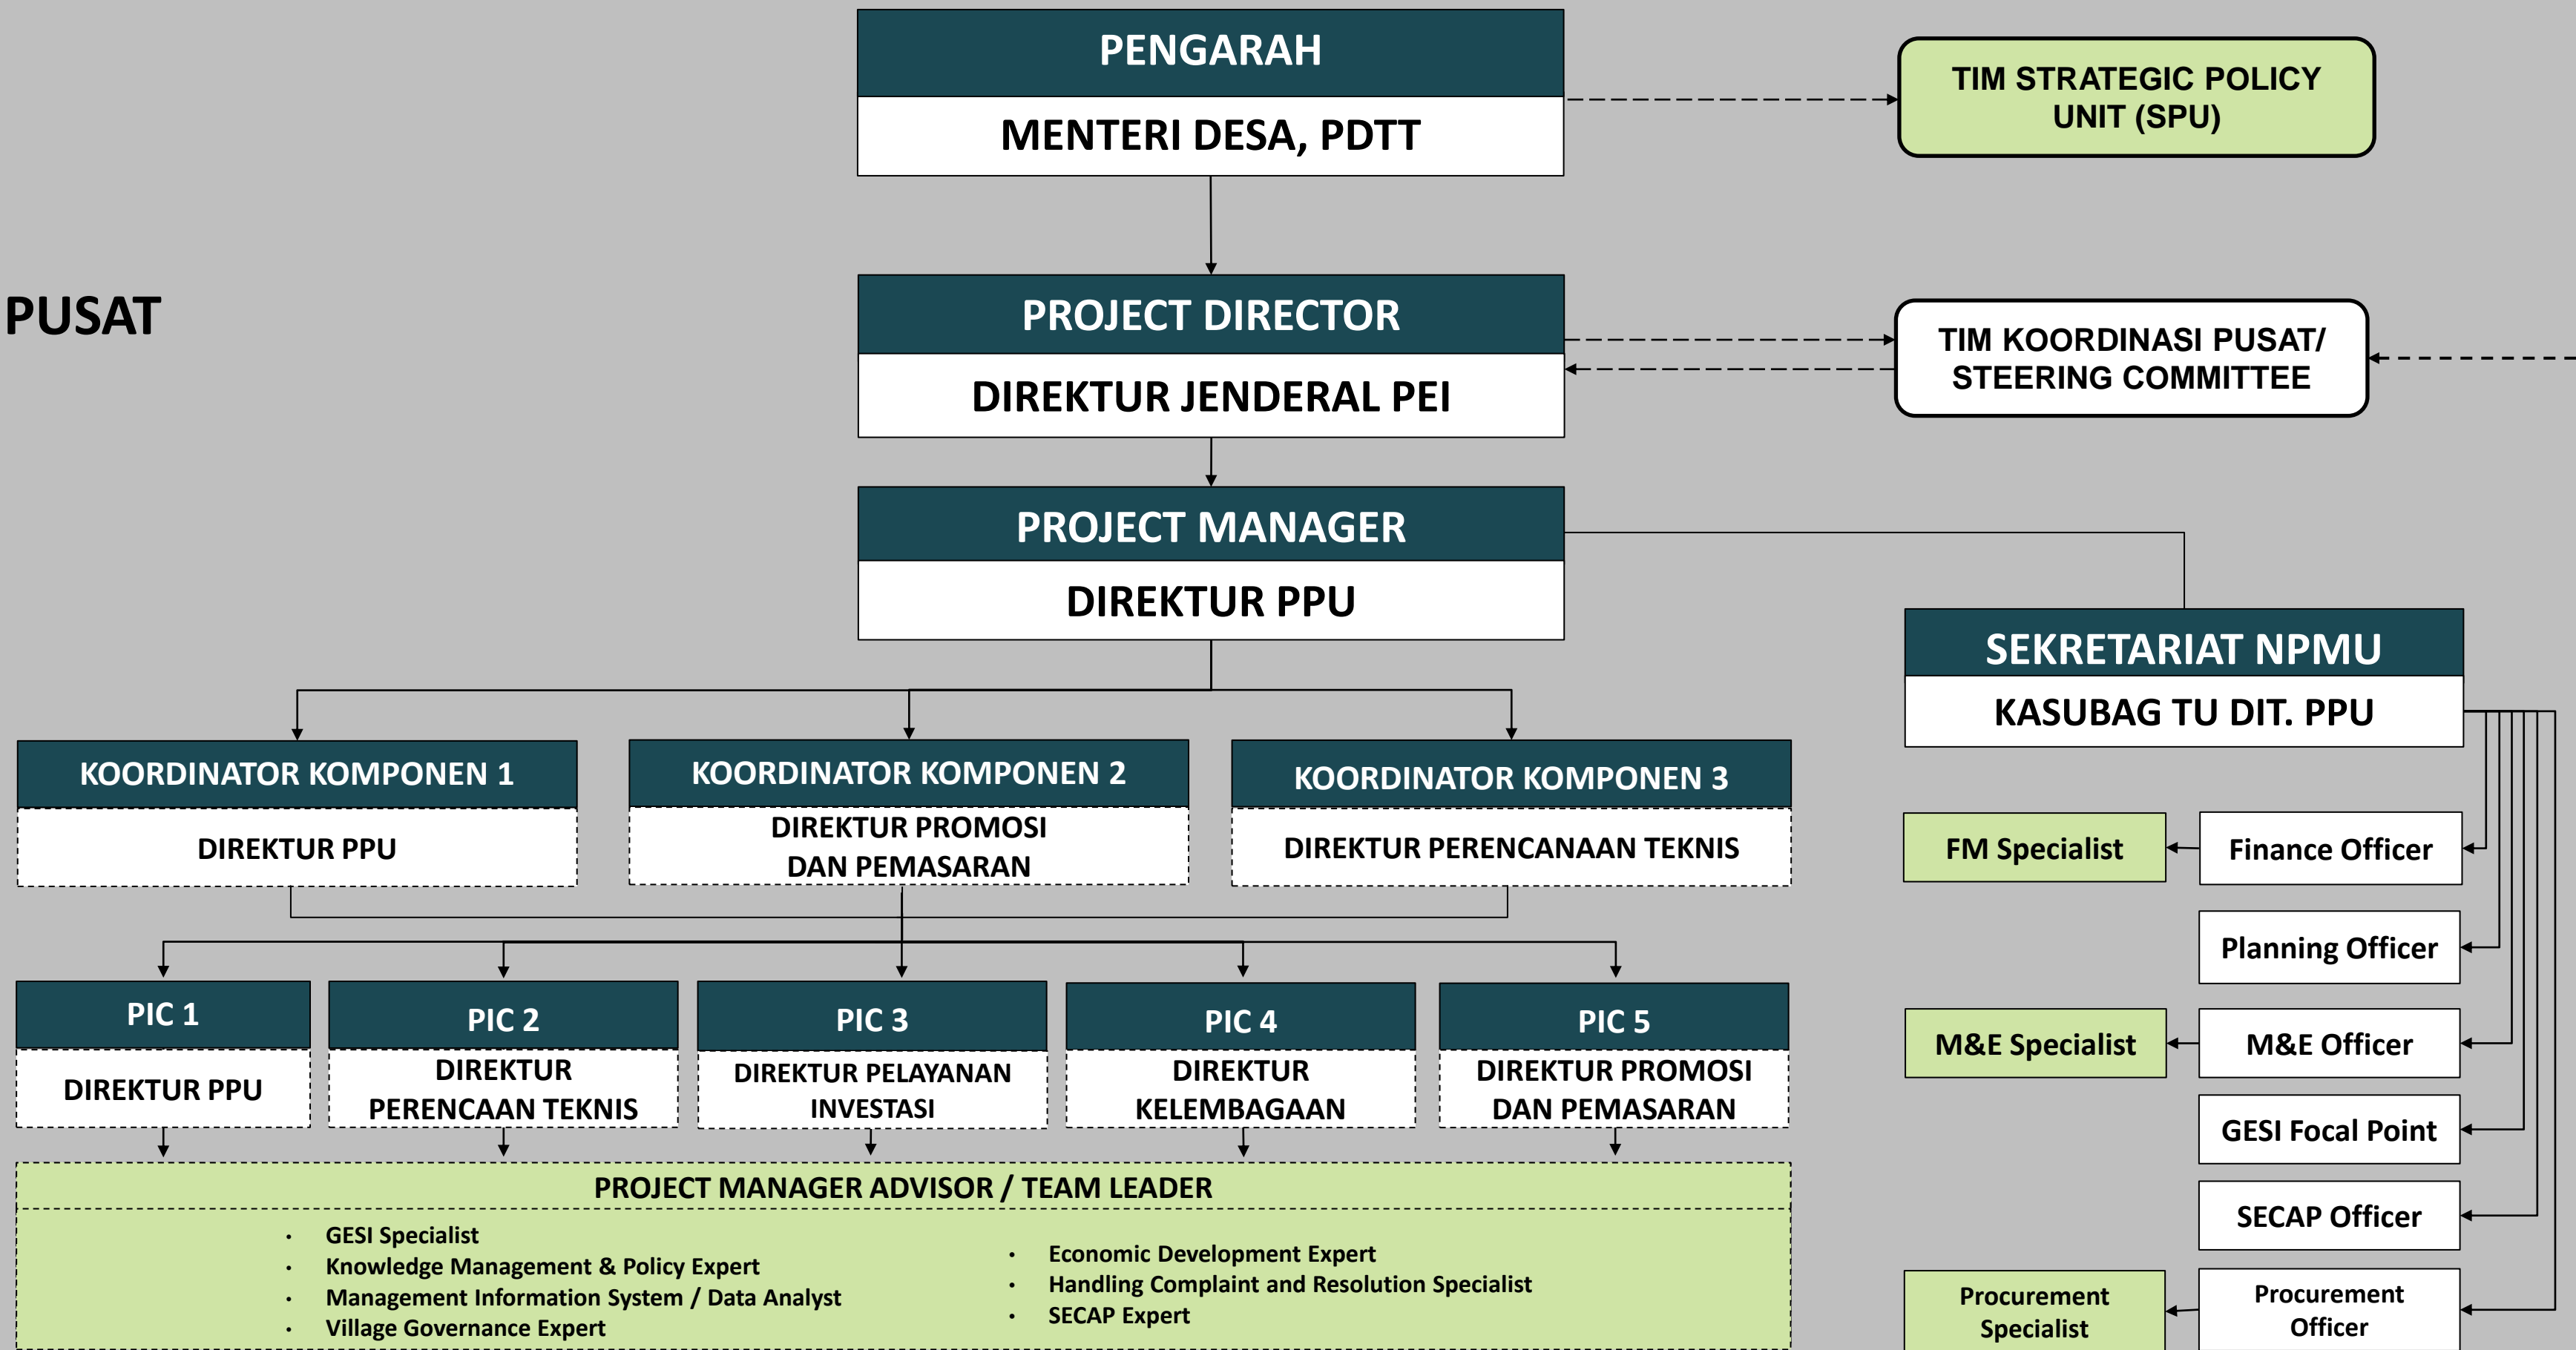 PENGARAH
MENTERI DESA, PDTT
TIM STRATEGIC POLICY
UNIT (SPU)
PUSAT
PROJECT DIRECTOR
DIREKTUR JENDERAL PEI
TIM KOORDINASI PUSAT/
STEERING COMMITTEE
PROJECT MANAGER
DIREKTUR PPU
SEKRETARIAT NPMU
KASUBAG TU DIT. PPU
KOORDINATOR KOMPONEN 1
DIREKTUR PPU
KOORDINATOR KOMPONEN 2
DIREKTUR PROMOSI
DAN PEMASARAN
KOORDINATOR KOMPONEN 3
DIREKTUR PERENCANAAN TEKNIS
FM Specialist
Finance Officer
Planning Officer
M&E Specialist
M&E Officer
GESI Focal Point
SECAP Officer
Procurement
Specialist
Procurement
Officer
PIC 1
DIREKTUR PPU
PIC 2
DIREKTUR
PERENCAAN TEKNIS
PIC 3
DIREKTUR PELAYANAN
INVESTASI
PIC 4
DIREKTUR
KELEMBAGAAN
PIC 5
DIREKTUR PROMOSI
DAN PEMASARAN
PROJECT MANAGER ADVISOR / TEAM LEADER
• GESI Specialist
• Knowledge Management & Policy Expert
• Management Information System / Data Analyst
• Village Governance Expert
• Economic Development Expert
• Handling Complaint and Resolution Specialist
• SECAP Expert